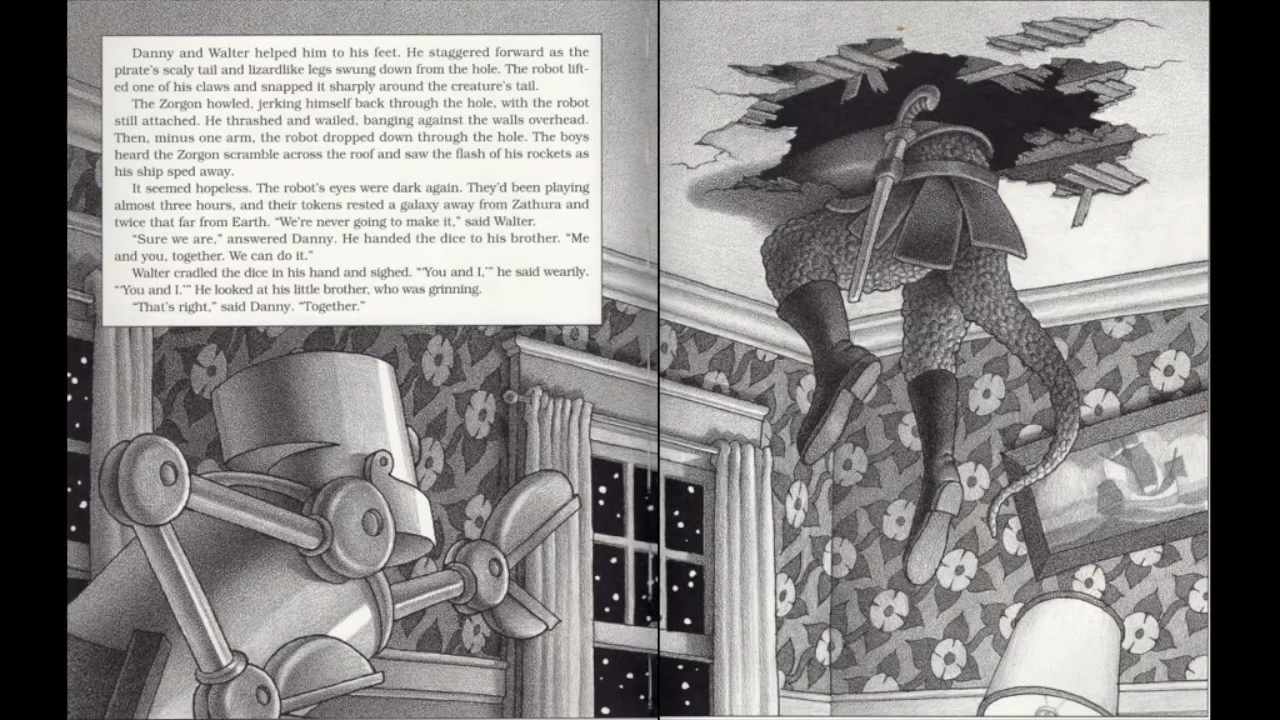 Danny and Walter helped him to his feet. He staggered forward as the
pirate's scaly tail and lizardlike legs swung down from the hole. The robot lift-
ed one of his claws and snapped it sharply around the creature's tail.
The Zorgon howled, jerking himself back through the hole, with the robot
still attached. He thrashed and wailed, banging against the walls overhead.
Then, minus one arm, the robot dropped down through the hole. The boys
heard the Zorgon scramble across the roof and saw the flash of his rockets as
his ship sped away.
It seemed hopeless. The robot's eyes were dark again. They'd been playing
almost three hours, and their tokens rested a galaxy away from Zathura and
twice that far from Earth. “We're never going to make it,” said Walter.
“Sure we are,” answered Danny. He handed the dice to his brother. “Me
and you, together. We can do it.”
Walter cradled the dice in his hand and sighed. “‘You and I,’” he said wearily.
“‘You and I.’” He looked at his little brother, who was grinning.
“That's right,” said Danny. “Together.”